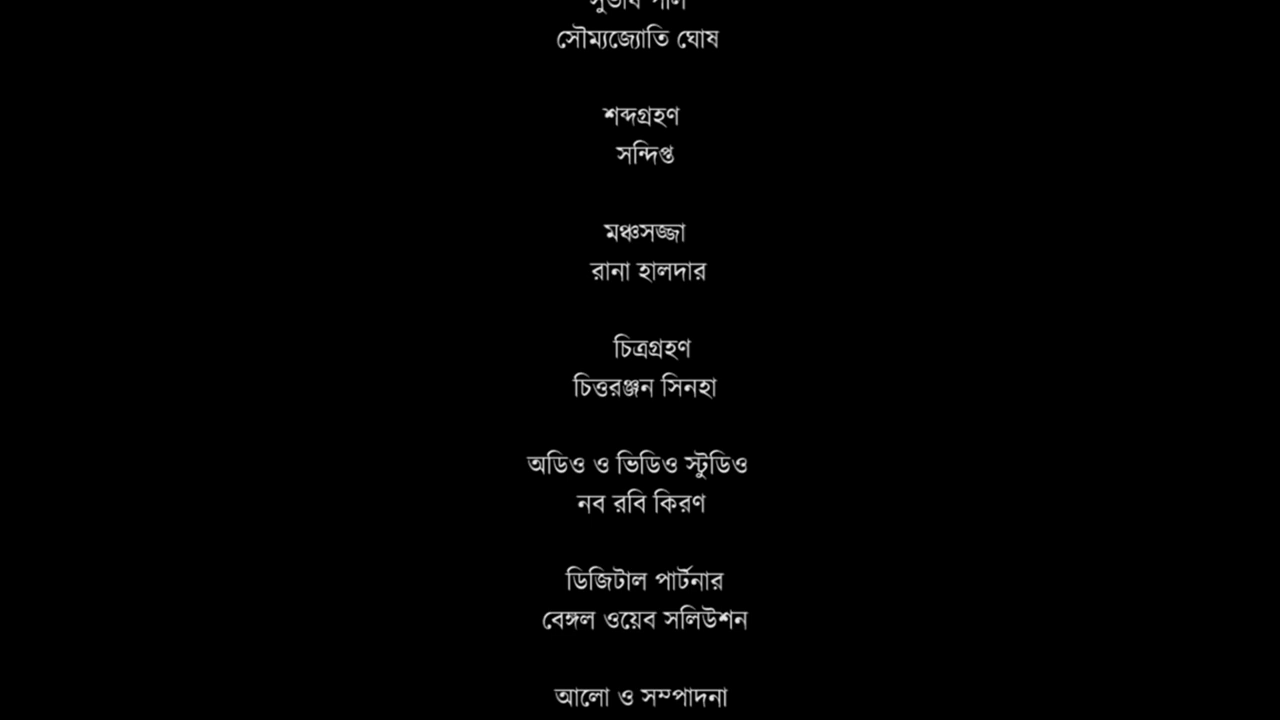 সুভাষ পাল
সৌম্যজ্যোতি ঘোষ
শব্দগ্রহণ
সন্দিপ্ত
মঞ্চসজ্জা
রানা হালদার
চিত্রগ্রহণ
চিত্তরঞ্জন সিনহা
অডিও ও ভিডিও স্টুডিও
নব রবি কিরণ
ডিজিটাল পার্টনার
বেঙ্গল ওয়েব সলিউশন
আলো ও সম্পাদনা